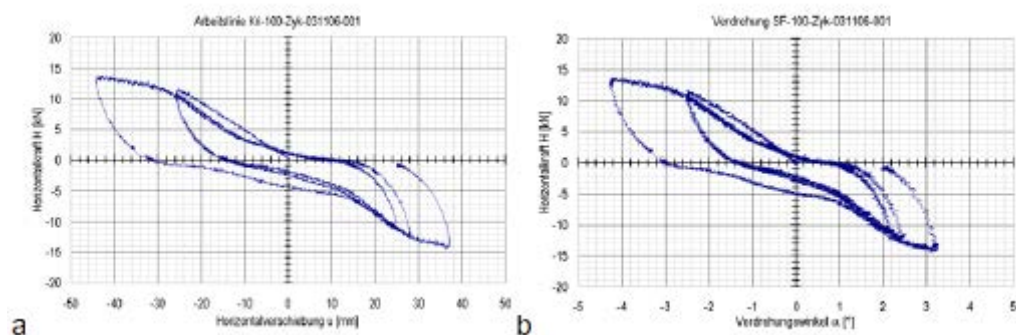 Arbeitslinie Kri-100-Zyk-031106-001
20
15
10
5
0
-5
-10
-15
-20
Horizontalkraft H [kN]
-50 -40 -30 -20 -10 0 10 20 30 40 50
Horizontalverschiebung u [mm]
a
Verdrehung SF-100-Zyk-031106-001
20
15
10
5
0
-5
-10
-15
-20
Horizontalkraft H [kN]
-5 -4 -3 -2 -1 0 1 2 3 4 5
Verdrehungswinkel α [°]
b